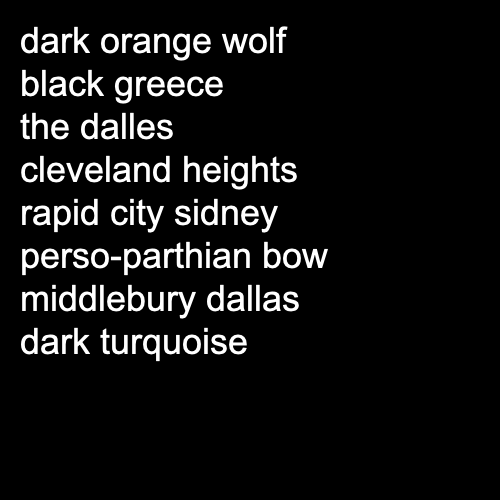 dark orange wolf
black greece
the dalles
cleveland heights
rapid city sidney
perso-parthian bow
middlebury dallas
dark turquoise